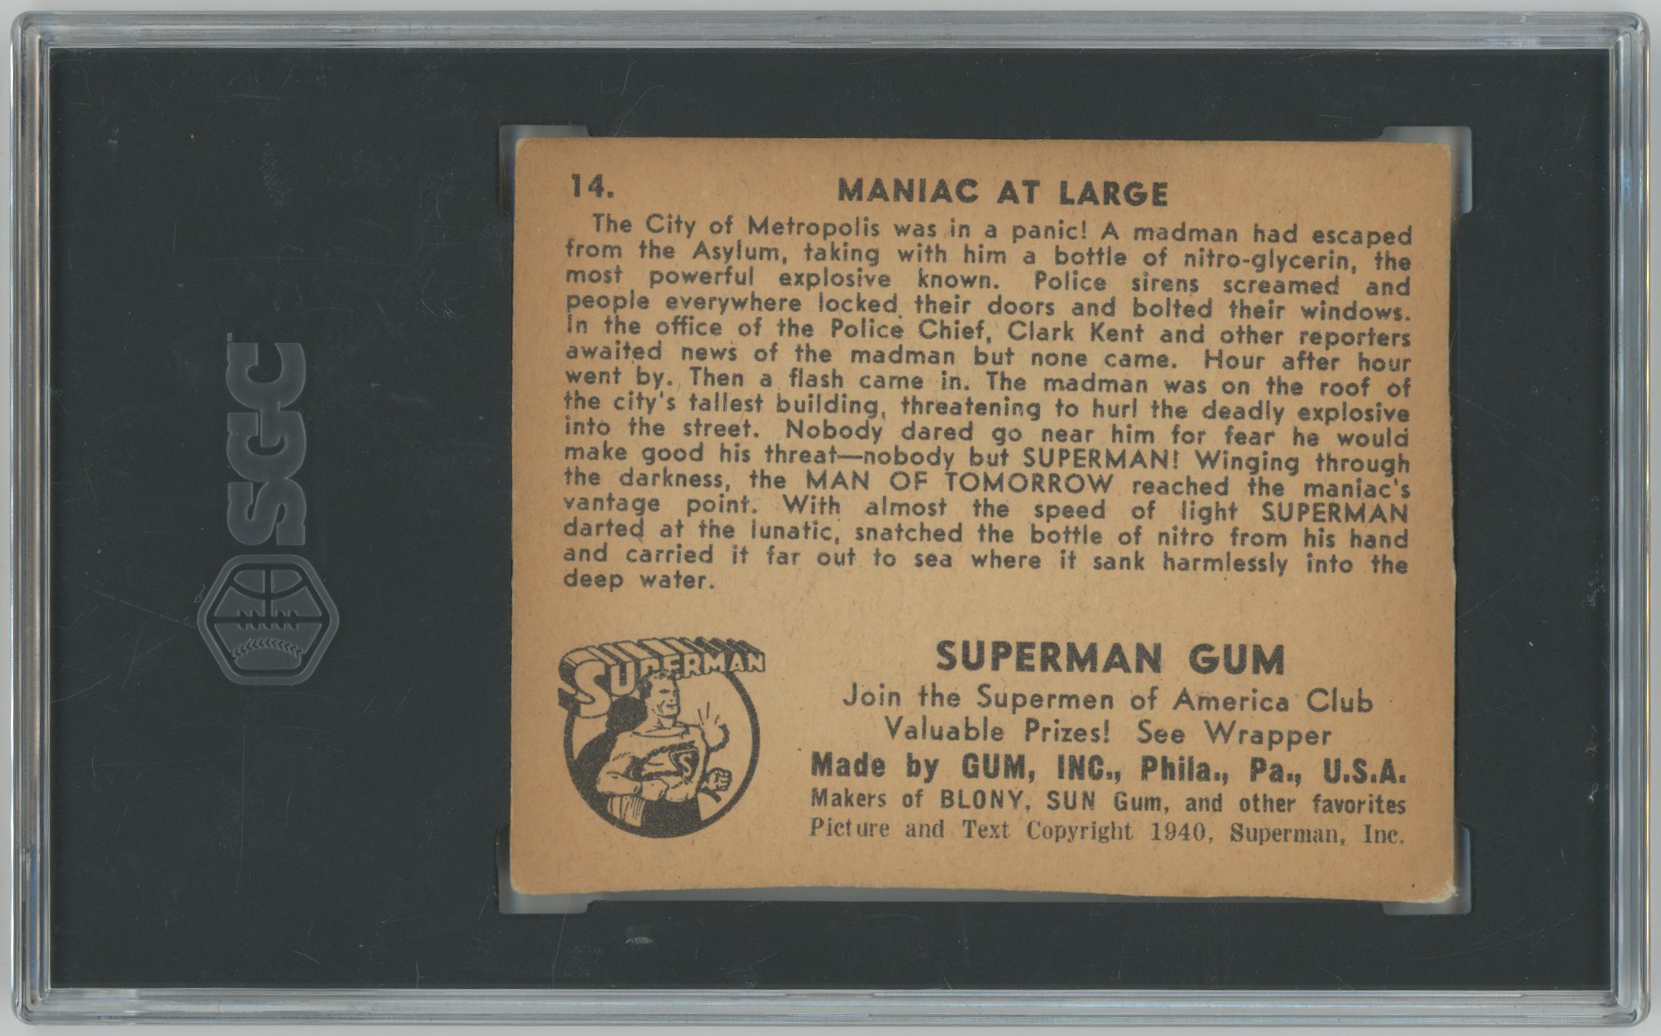 SGC
14.
MANIAC AT LARGE
The City of Metropolis was in a panic! A madman had escaped
from the Asylum, taking with him a bottle of nitro-glycerin, the
most powerful explosive known. Police sirens screamed and
people everywhere locked their doors and bolted their windows.
In the office of the Police Chief, Clark Kent and other reporters
awaited news of the madman but none came. Hour after hour
went by. Then a flash came in. The madman was on the roof of
the city's tallest building, threatening to hurl the deadly explosive
into the street. Nobody dared go near him for fear he would
make good his threat—nobody but SUPERMAN! Winging through
the darkness, the MAN OF TOMORROW reached the maniac's
vantage point. With almost the speed of light SUPERMAN
darted at the lunatic, snatched the bottle of nitro from his hand
and carried it far out to sea where it sank harmlessly into the
deep water.
SUPERMAN
S
SUPERMAN GUM
Join the Supermen of America Club
Valuable Prizes! See Wrapper
Made by GUM, INC., Phila., Pa., U.S.A.
Makers of BLONY, SUN Gum, and other favorites
Picture and Text Copyright 1940, Superman, Inc.